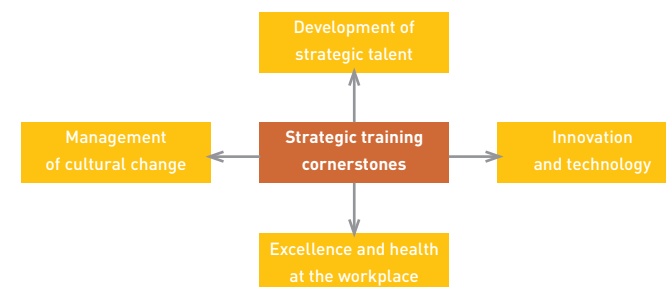 Development of
strategic talent
Management
of cultural change
Strategic training
cornerstones
Innovation
and technology
Excellence and health
at the workplace